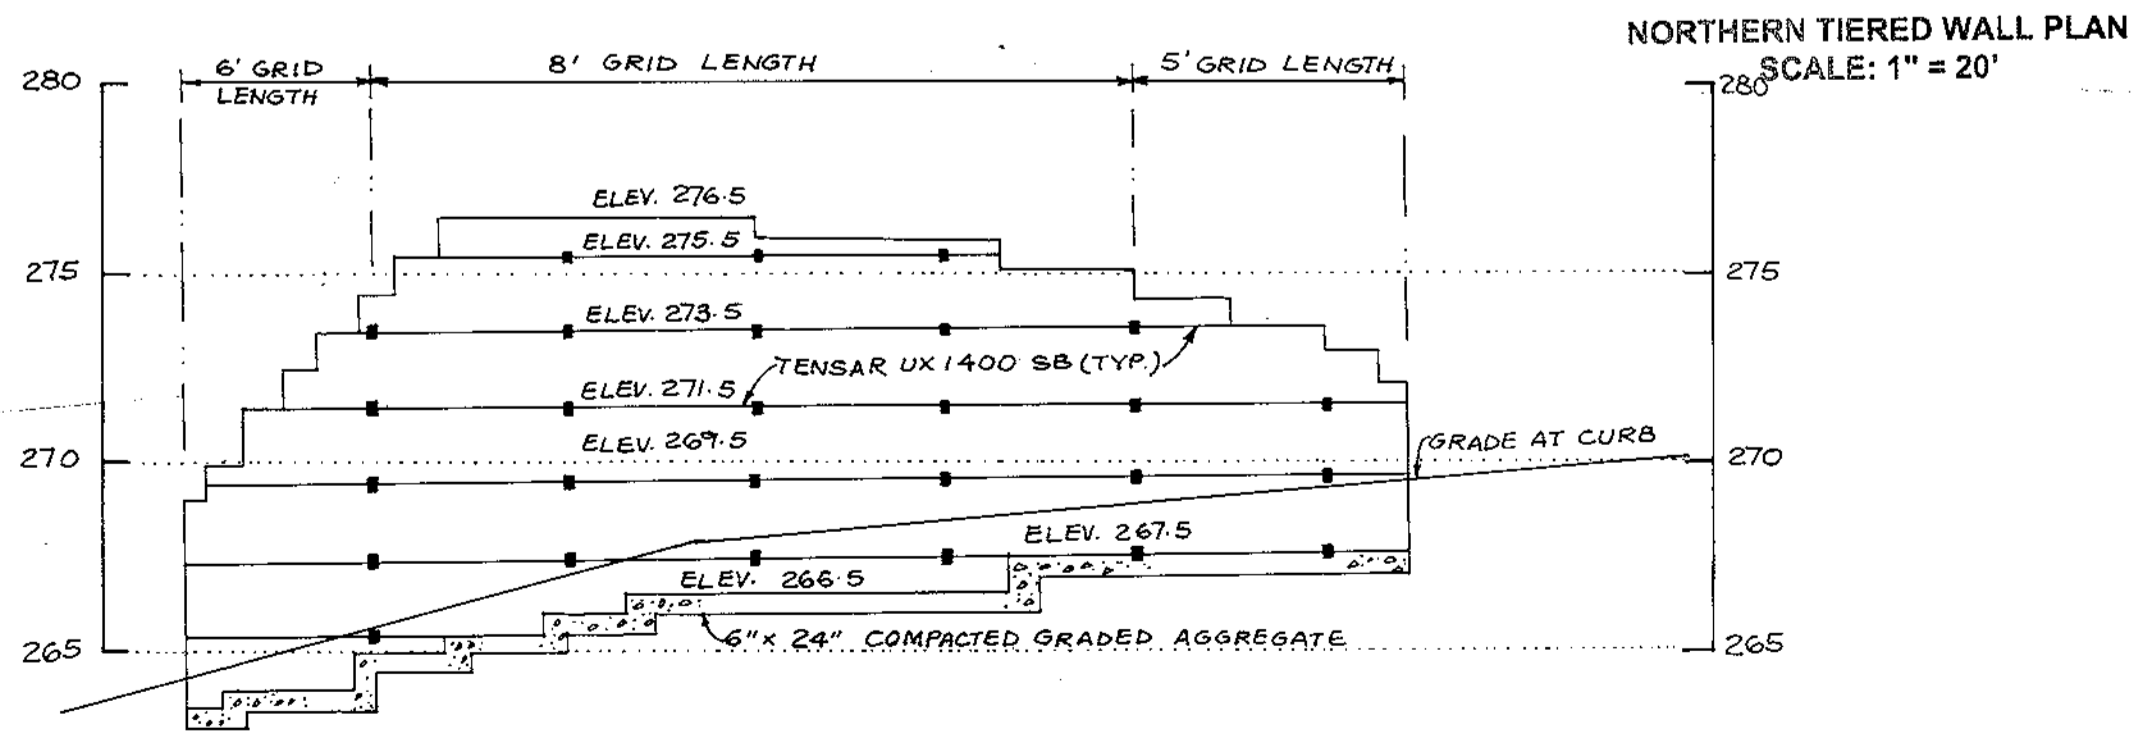 NORTHERN TIERED WALL PLAN
SCALE: 1" = 20'
6' GRID LENGTH
8' GRID LENGTH
5' GRID LENGTH
280
280
ELEV. 276.5
ELEV. 275.5
275
275
ELEV. 273.5
TENSAR UX 1400 SB (TYP.)
ELEV. 271.5
ELEV. 269.5
GRADE AT CURB
270
270
ELEV. 267.5
ELEV. 266.5
6" x 24" COMPACTED GRADED AGGREGATE
265
265